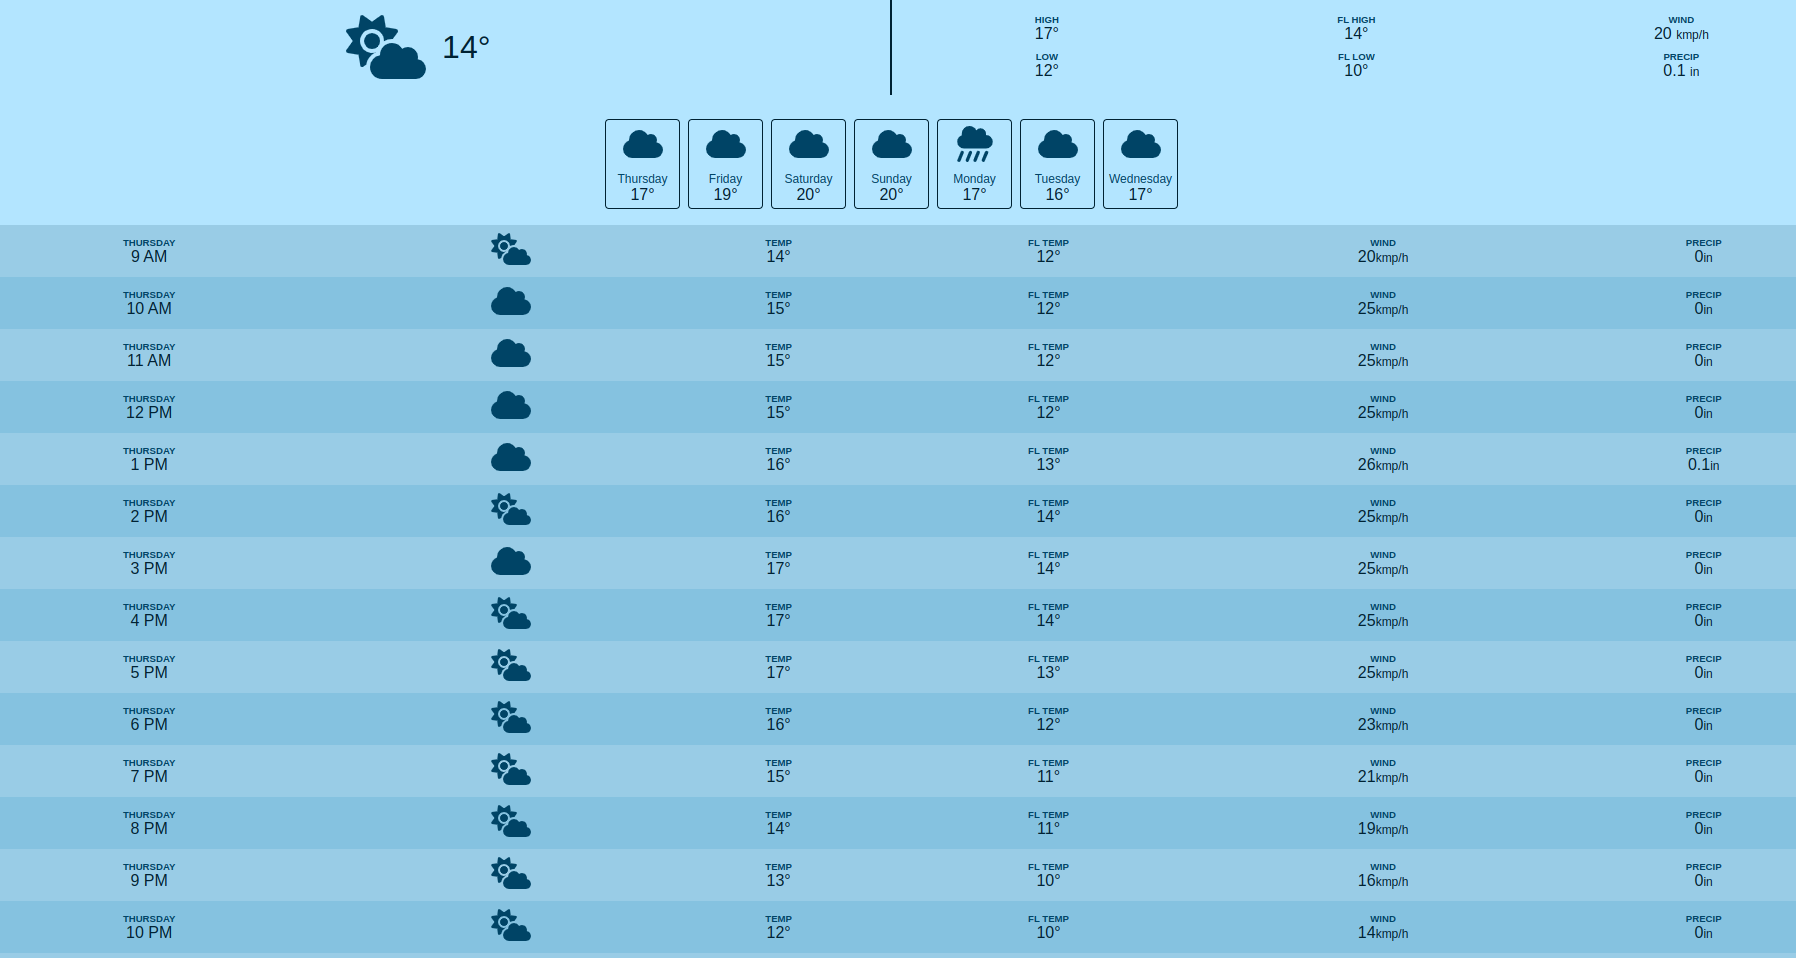 14°
HIGH
17°
FL HIGH
14°
WIND
20 kmp/h
LOW
12°
FL LOW
10°
PRECIP
0.1 in
Thursday
17°
Friday
19°
Saturday
20°
Sunday
20°
Monday
17°
Tuesday
16°
Wednesday
17°
THURSDAY TEMP FL TEMP WIND PRECIP
9 AM 14° 12° 20kmp/h 0in
THURSDAY TEMP FL TEMP WIND PRECIP
10 AM 15° 12° 25kmp/h 0in
THURSDAY TEMP FL TEMP WIND PRECIP
11 AM 15° 12° 25kmp/h 0in
THURSDAY TEMP FL TEMP WIND PRECIP
12 PM 15° 12° 25kmp/h 0in
THURSDAY TEMP FL TEMP WIND PRECIP
1 PM 16° 13° 26kmp/h 0.1in
THURSDAY TEMP FL TEMP WIND PRECIP
2 PM 16° 14° 25kmp/h 0in
THURSDAY TEMP FL TEMP WIND PRECIP
3 PM 17° 14° 25kmp/h 0in
THURSDAY TEMP FL TEMP WIND PRECIP
4 PM 17° 14° 25kmp/h 0in
THURSDAY TEMP FL TEMP WIND PRECIP
5 PM 17° 13° 25kmp/h 0in
THURSDAY TEMP FL TEMP WIND PRECIP
6 PM 16° 12° 23kmp/h 0in
THURSDAY TEMP FL TEMP WIND PRECIP
7 PM 15° 11° 21kmp/h 0in
THURSDAY TEMP FL TEMP WIND PRECIP
8 PM 14° 11° 19kmp/h 0in
THURSDAY TEMP FL TEMP WIND PRECIP
9 PM 13° 10° 16kmp/h 0in
THURSDAY TEMP FL TEMP WIND PRECIP
10 PM 12° 10° 14kmp/h 0in